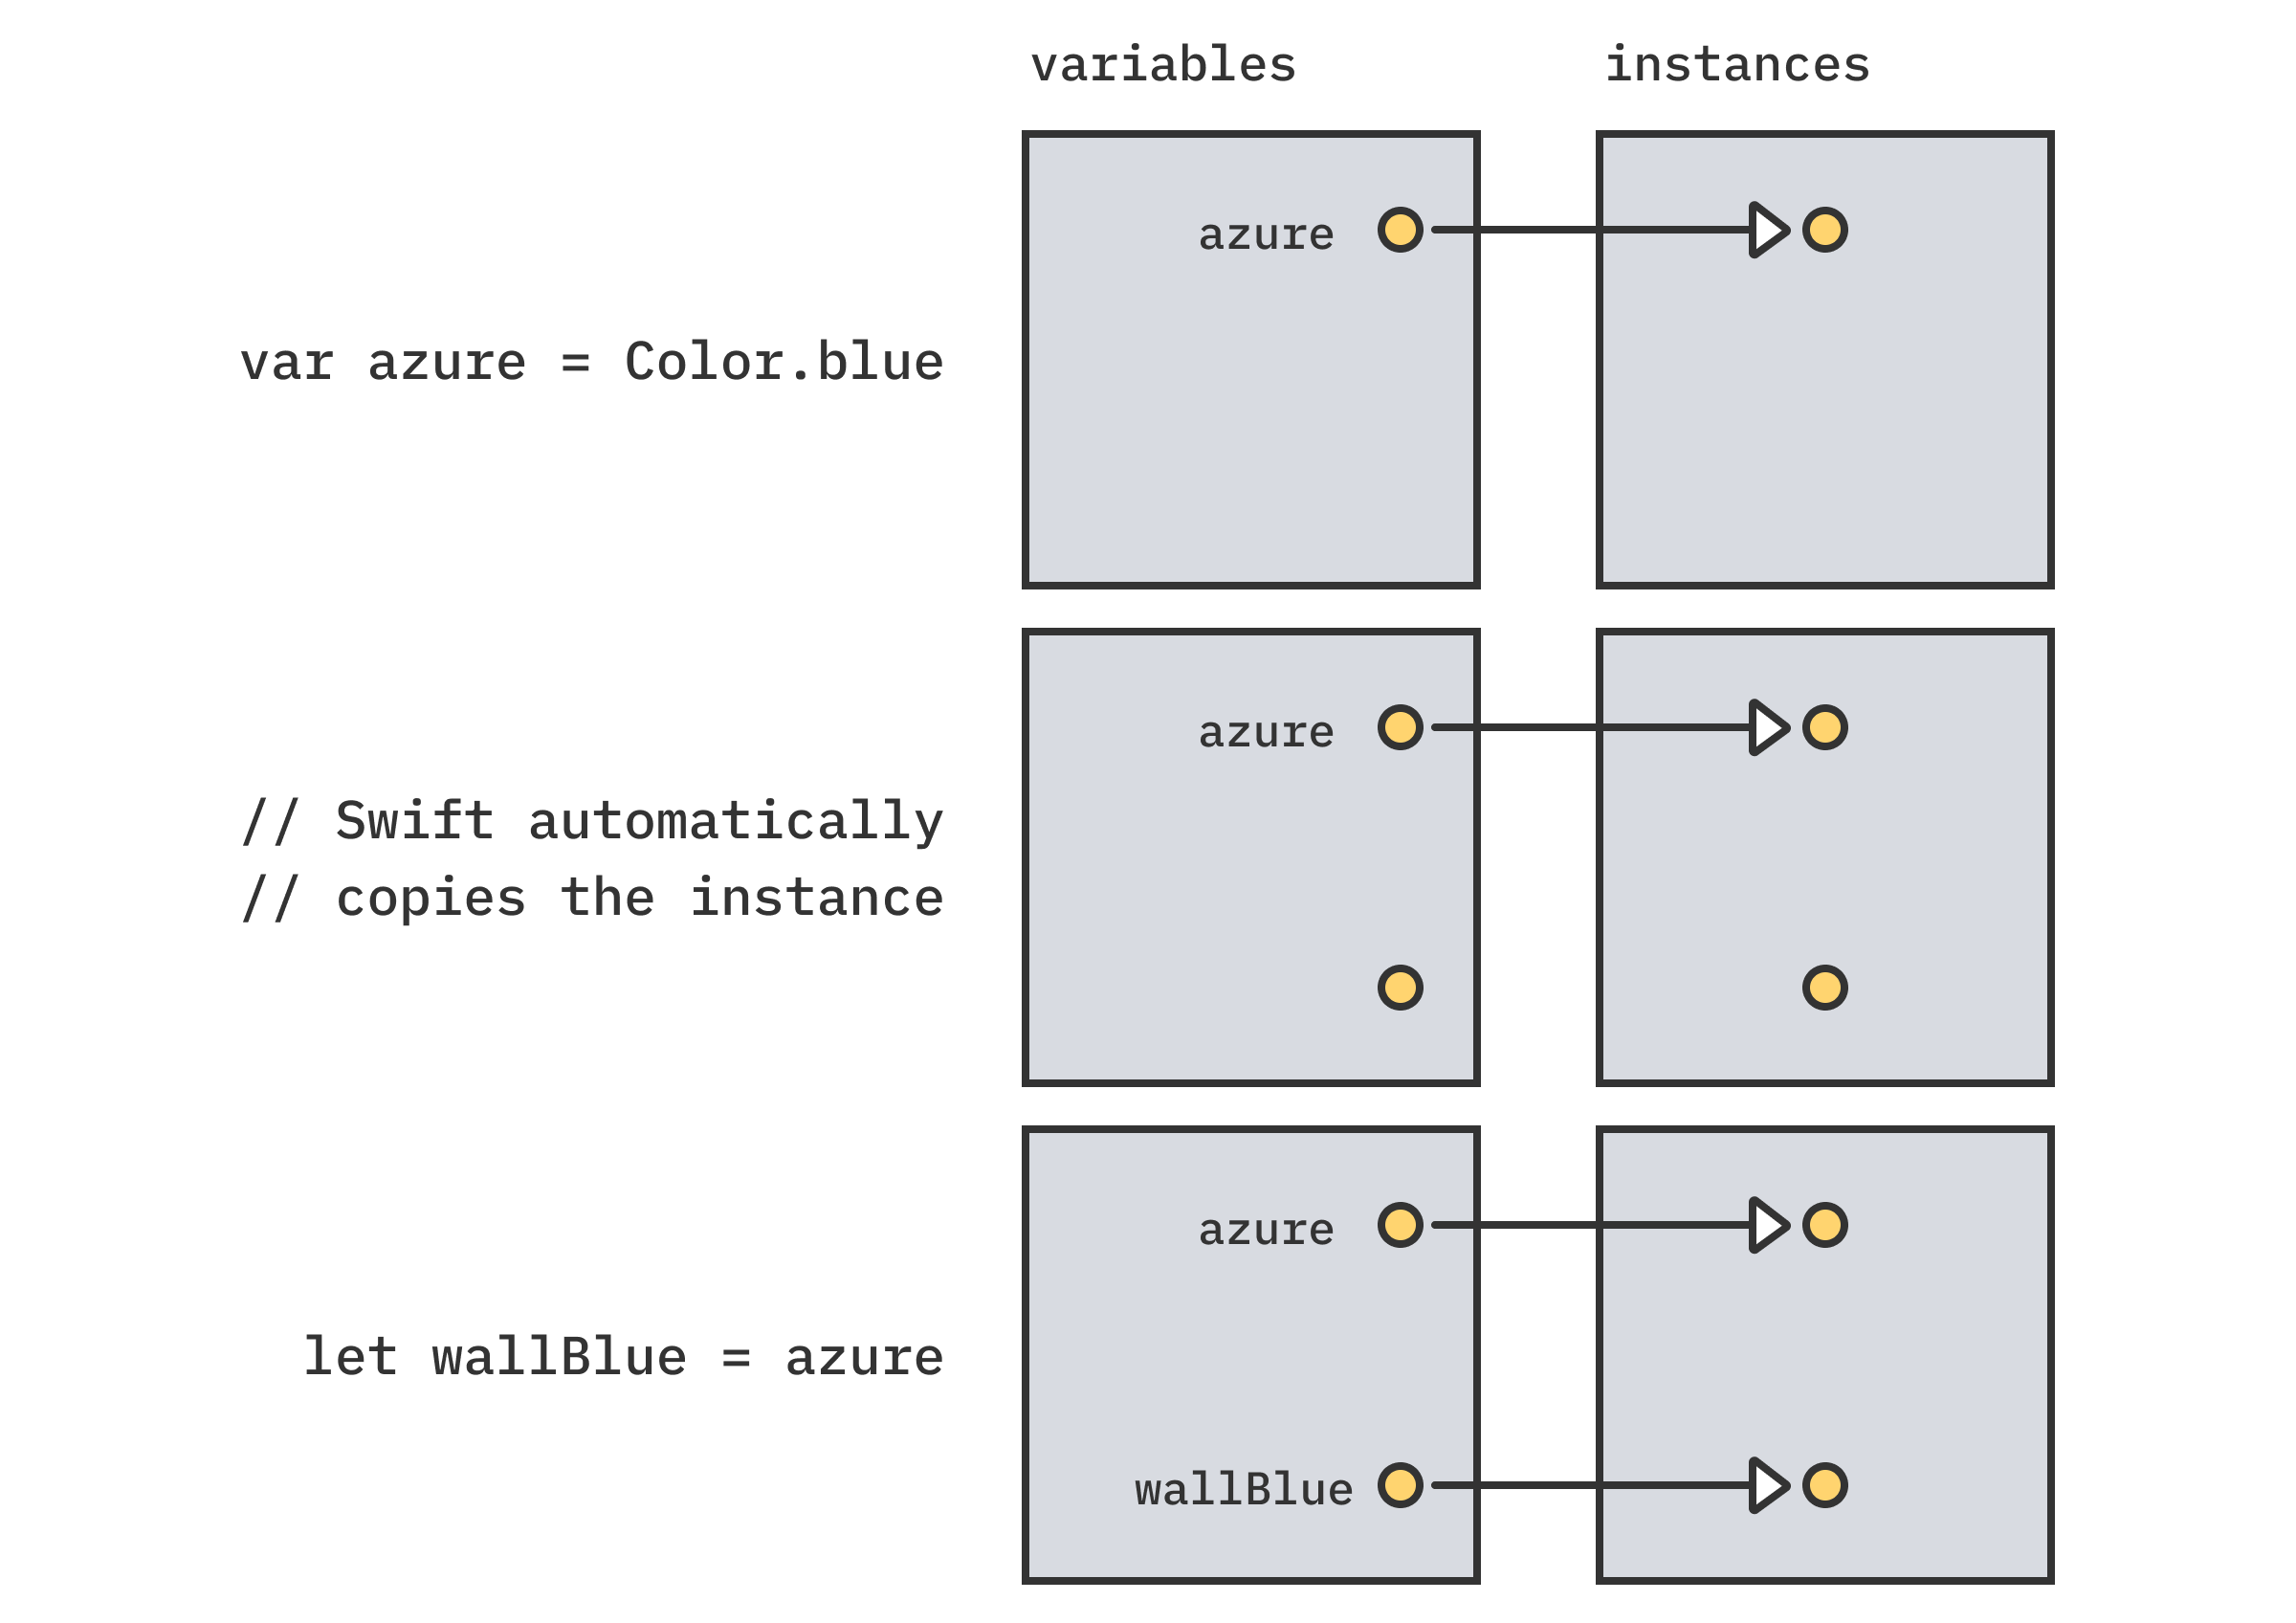 variables
instances
var azure = Color.blue
azure
// Swift automatically
// copies the instance
azure
let wallBlue = azure
azure
wallBlue